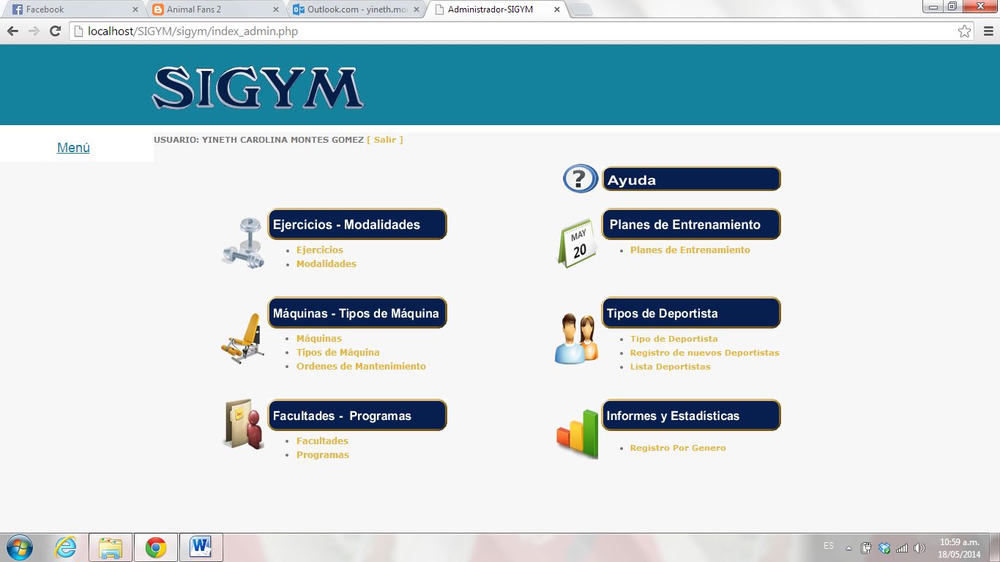 Facebook
Animal Fans 2
Outlook.com - yineth.mo
Administrador-SIGYM
localhost/SIGYM/sigym/index_admin.php
SIGYM
Menú
USUARIO: YINETH CAROLINA MONTES GOMEZ [ Salir ]
? Ayuda
Ejercicios - Modalidades
• Ejercicios
• Modalidades
MAY
20
Planes de Entrenamiento
• Planes de Entrenamiento
Máquinas - Tipos de Máquina
• Máquinas
• Tipos de Máquina
• Ordenes de Mantenimiento
Tipos de Deportista
• Tipo de Deportista
• Registro de nuevos Deportistas
• Lista Deportistas
Facultades - Programas
• Facultades
• Programas
Informes y Estadísticas
• Registro Por Genero
ES
10:59 a.m.
18/05/2014